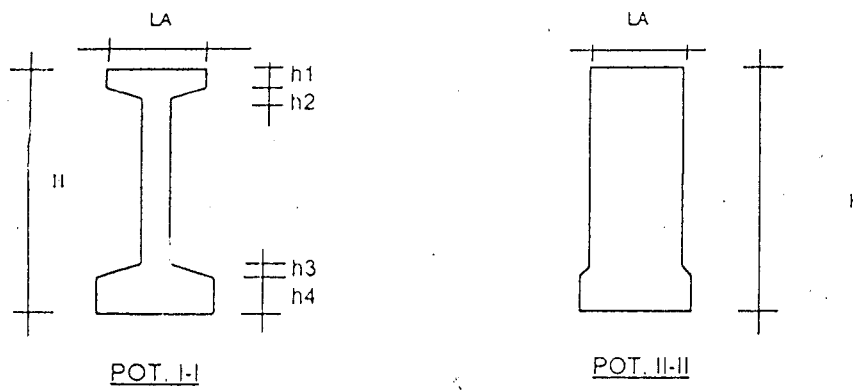 LA
LA
h1
h2
H
h3
h4
POT. I-I
POT. II-II